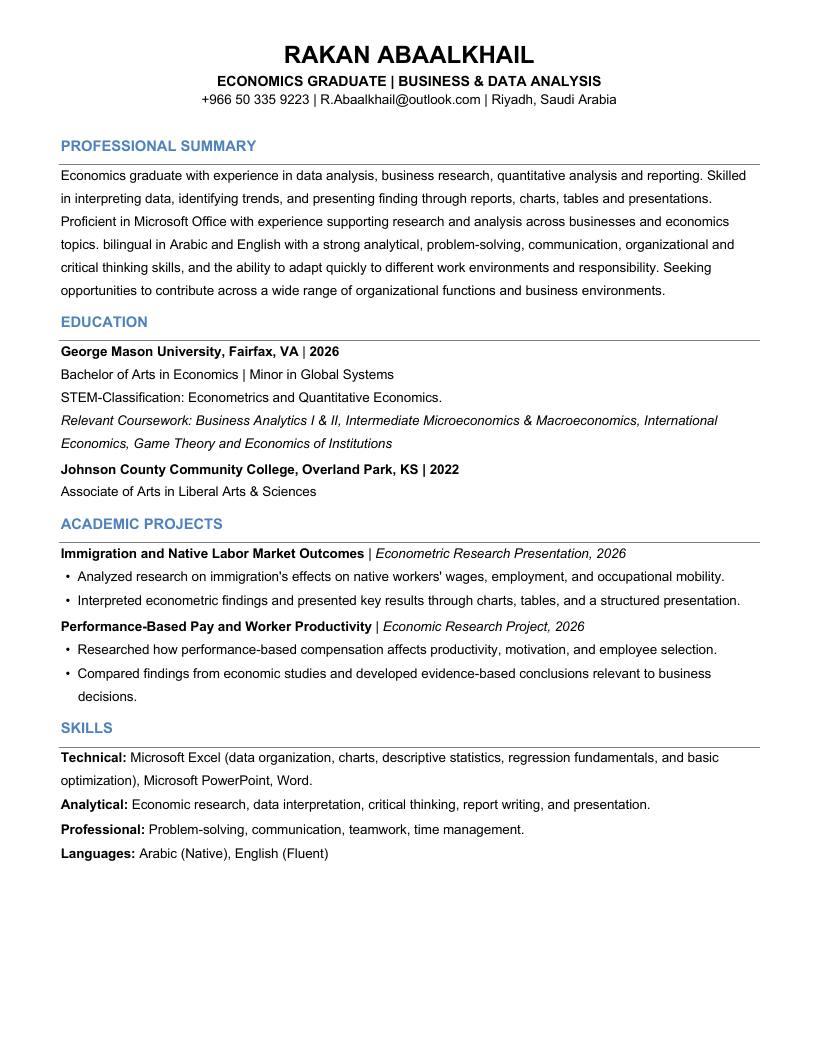 RAKAN ABAALKHAIL
ECONOMICS GRADUATE | BUSINESS & DATA ANALYSIS
+966 50 335 9223 | R.Abaalkhail@outlook.com | Riyadh, Saudi Arabia
PROFESSIONAL SUMMARY
Economics graduate with experience in data analysis, business research, quantitative analysis and reporting. Skilled
in interpreting data, identifying trends, and presenting finding through reports, charts, tables and presentations.
Proficient in Microsoft Office with experience supporting research and analysis across businesses and economics
topics. bilingual in Arabic and English with a strong analytical, problem-solving, communication, organizational and
critical thinking skills, and the ability to adapt quickly to different work environments and responsibility. Seeking
opportunities to contribute across a wide range of organizational functions and business environments.
EDUCATION
George Mason University, Fairfax, VA | 2026
Bachelor of Arts in Economics | Minor in Global Systems
STEM-Classification: Econometrics and Quantitative Economics.
Relevant Coursework: Business Analytics I & II, Intermediate Microeconomics & Macroeconomics, International
Economics, Game Theory and Economics of Institutions
Johnson County Community College, Overland Park, KS | 2022
Associate of Arts in Liberal Arts & Sciences
ACADEMIC PROJECTS
Immigration and Native Labor Market Outcomes | Econometric Research Presentation, 2026
• Analyzed research on immigration's effects on native workers' wages, employment, and occupational mobility.
• Interpreted econometric findings and presented key results through charts, tables, and a structured presentation.
Performance-Based Pay and Worker Productivity | Economic Research Project, 2026
• Researched how performance-based compensation affects productivity, motivation, and employee selection.
• Compared findings from economic studies and developed evidence-based conclusions relevant to business
decisions.
SKILLS
Technical: Microsoft Excel (data organization, charts, descriptive statistics, regression fundamentals, and basic
optimization), Microsoft PowerPoint, Word.
Analytical: Economic research, data interpretation, critical thinking, report writing, and presentation.
Professional: Problem-solving, communication, teamwork, time management.
Languages: Arabic (Native), English (Fluent)